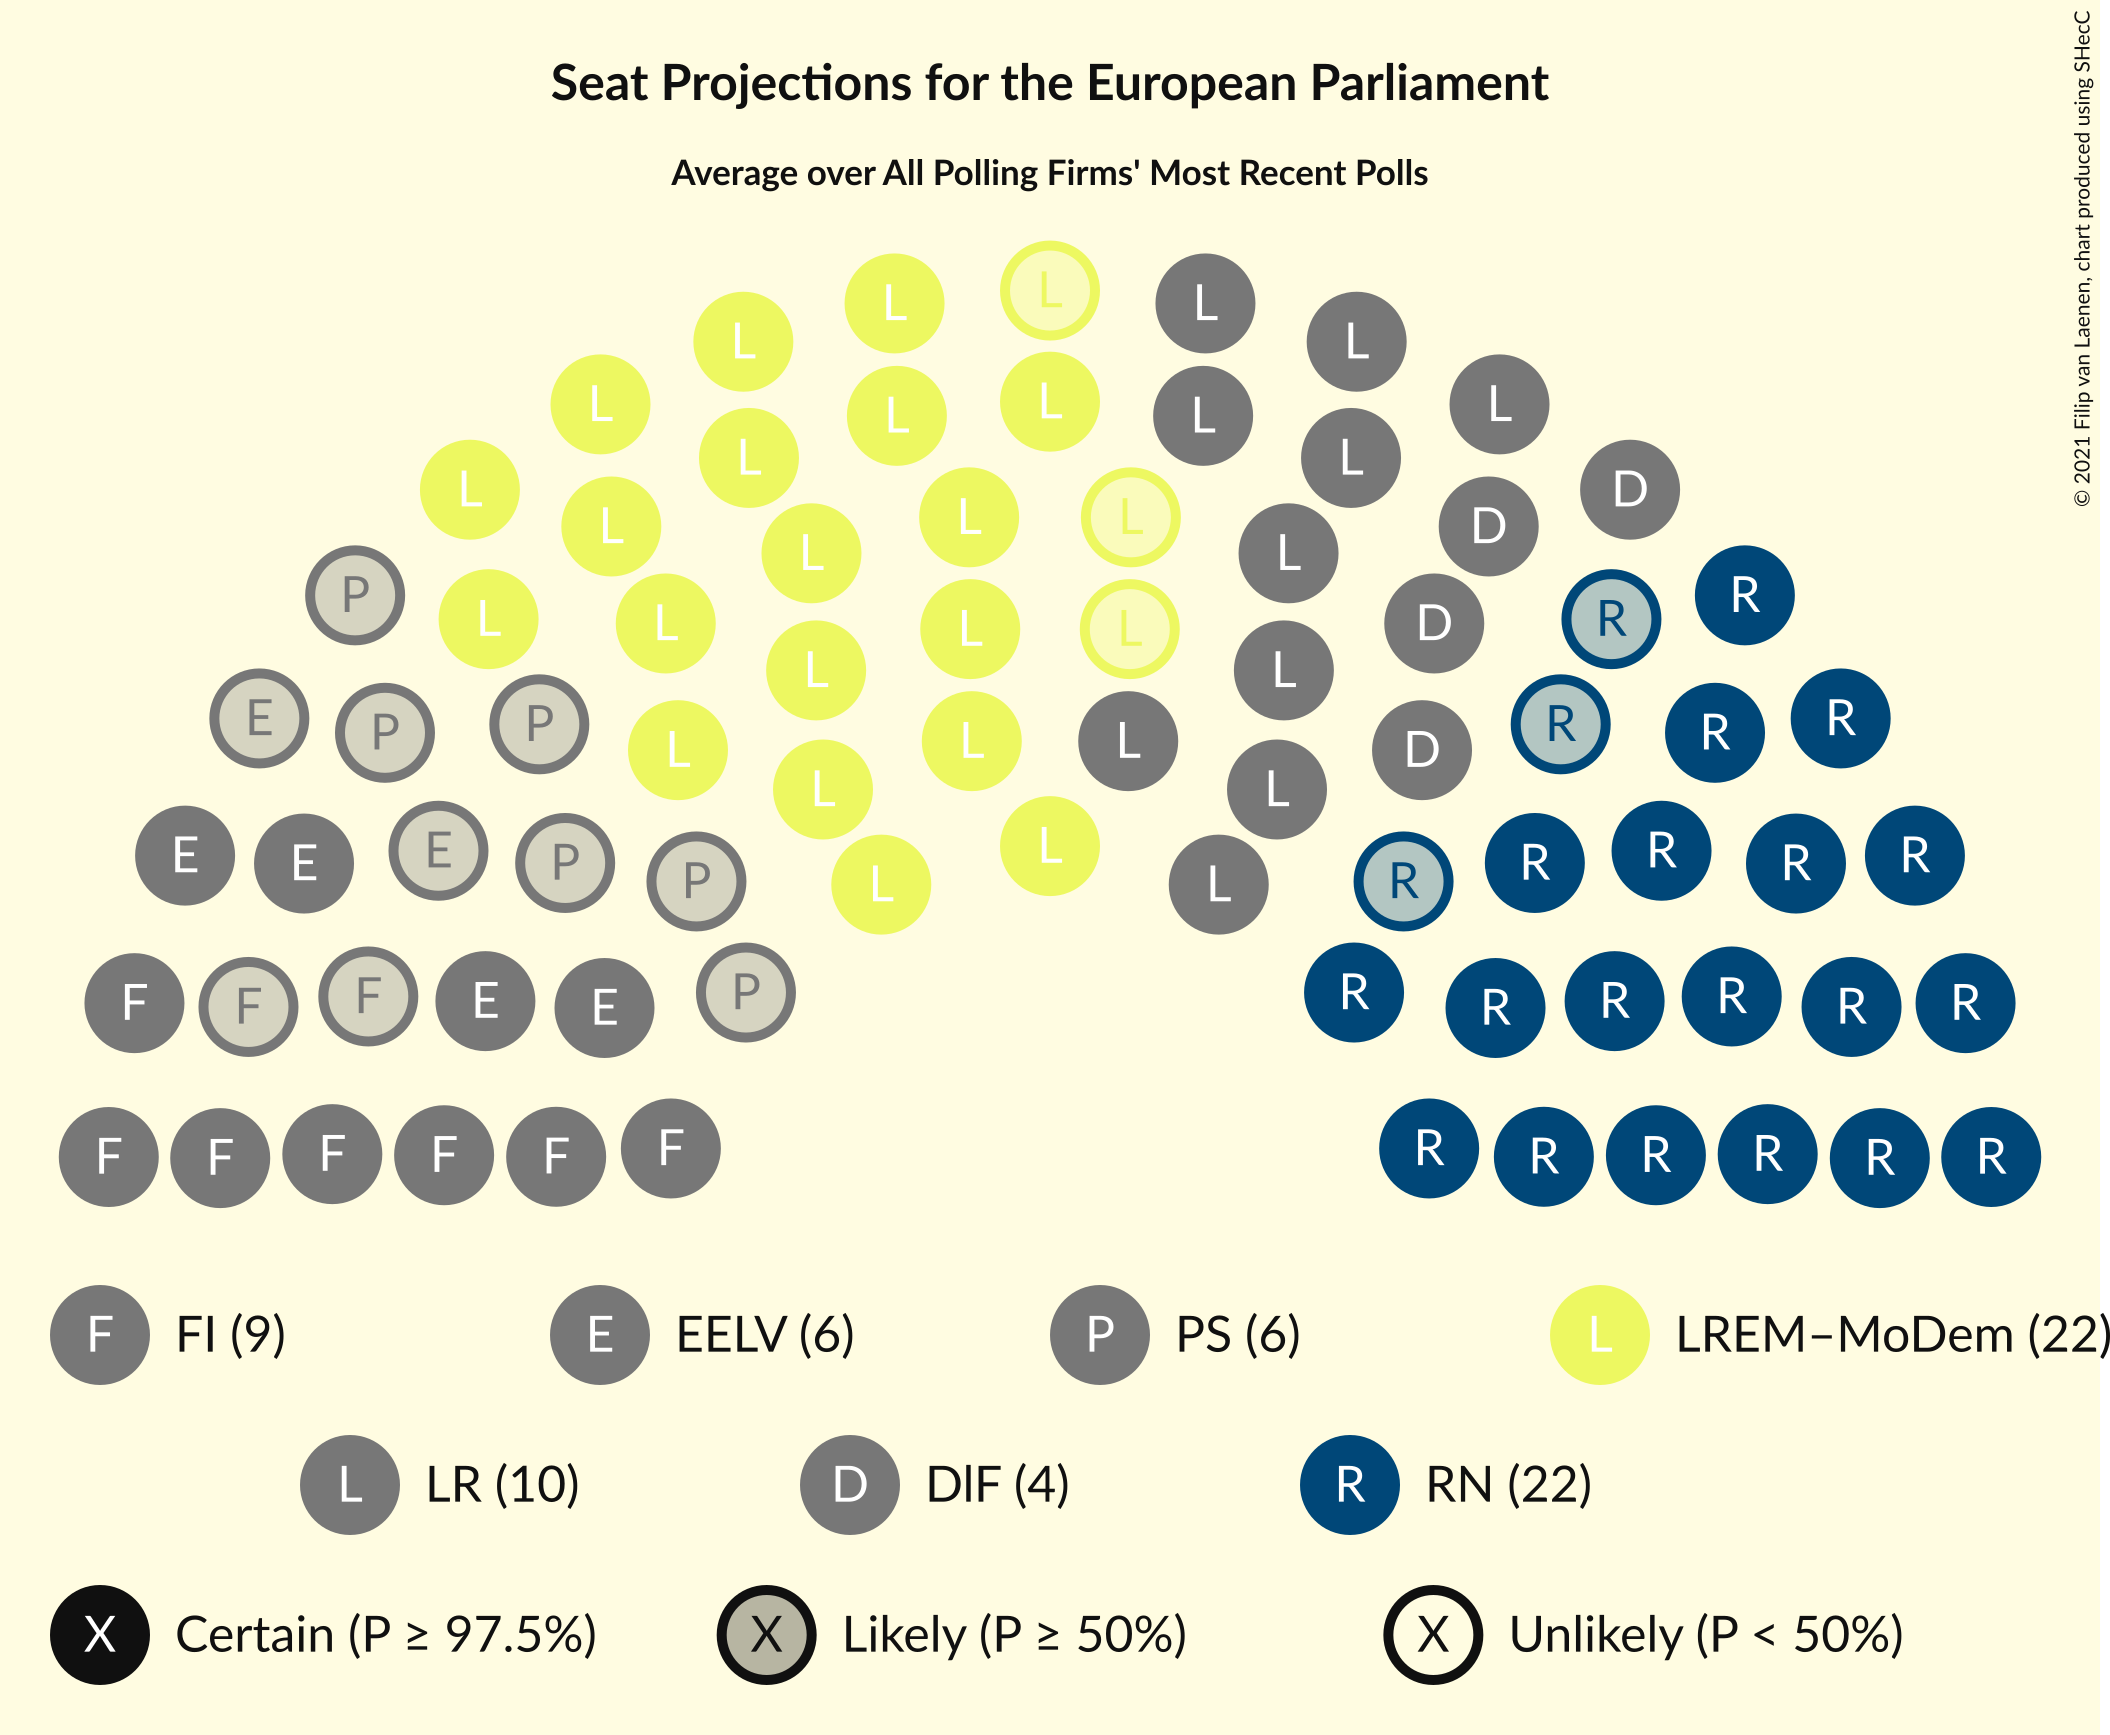 © 2021 Filip van Laenen, chart produced using SHecC
Seat Projections for the European Parliament
Average over All Polling Firms' Most Recent Polls
L L L
L L
L L L L L
L L
L D
L L L D
L L
P R
L L L L D R
L L
E P P L L L D R R R
L L
E E E P P L L L R R R R R
F F F E E P R R R R R R
F F F F F F R R R R R R
F FI (9) E EELV (6) P PS (6) L LREM–MoDem (22)
L LR (10) D DIF (4) R RN (22)
X Certain (P ≥ 97.5%) X Likely (P ≥ 50%) X Unlikely (P < 50%)